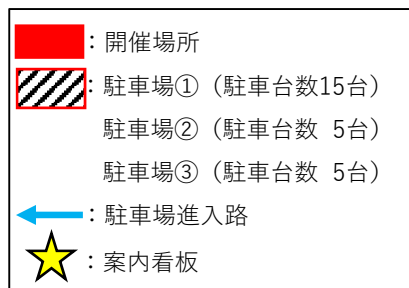 ：開催場所
：駐車場①（駐車台数15台）
駐車場②（駐車台数 5台）
駐車場③（駐車台数 5台）
：駐車場進入路
：案内看板